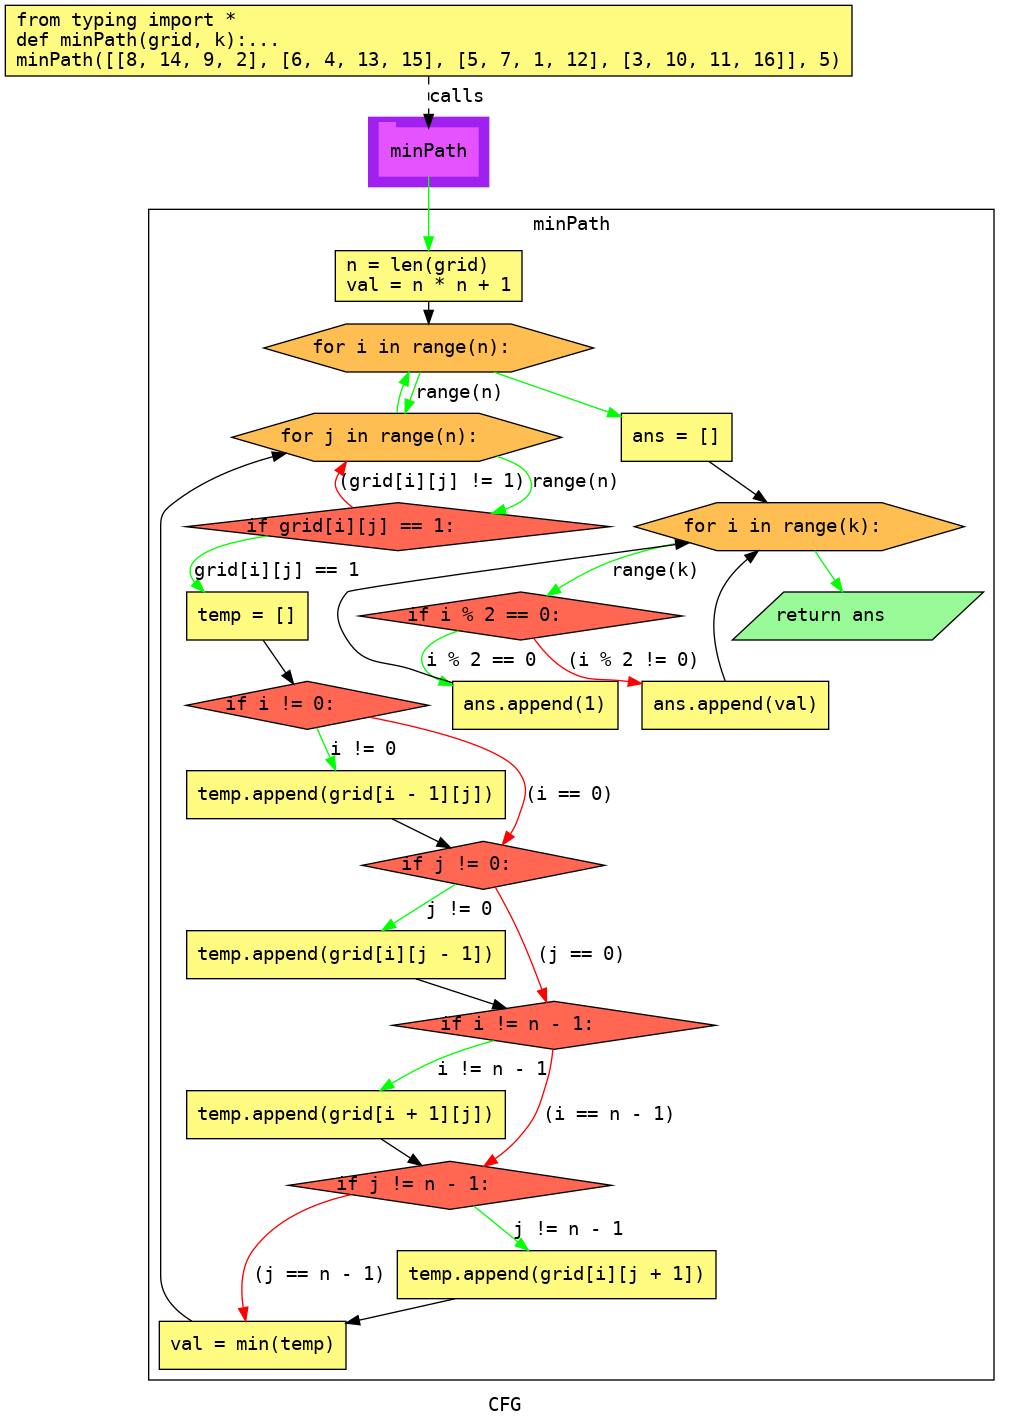 from typing import *
def minPath(grid, k):...
minPath([[8, 14, 9, 2], [6, 4, 13, 15], [5, 7, 1, 12], [3, 10, 11, 16]], 5)
calls
minPath
minPath
n = len(grid)
val = n * n + 1
for i in range(n):
range(n)
for j in range(n):
ans = []
(grid[i][j] != 1)
range(n)
if grid[i][j] == 1:
for i in range(k):
grid[i][j] == 1
range(k)
temp = []
if i % 2 == 0:
return ans
i % 2 == 0
(i % 2 != 0)
if i != 0:
ans.append(1)
ans.append(val)
i != 0
temp.append(grid[i - 1][j])
(i == 0)
if j != 0:
j != 0
temp.append(grid[i][j - 1])
(j == 0)
if i != n - 1:
i != n - 1
temp.append(grid[i + 1][j])
(i == n - 1)
if j != n - 1:
j != n - 1
(j == n - 1)
temp.append(grid[i][j + 1])
val = min(temp)
CFG